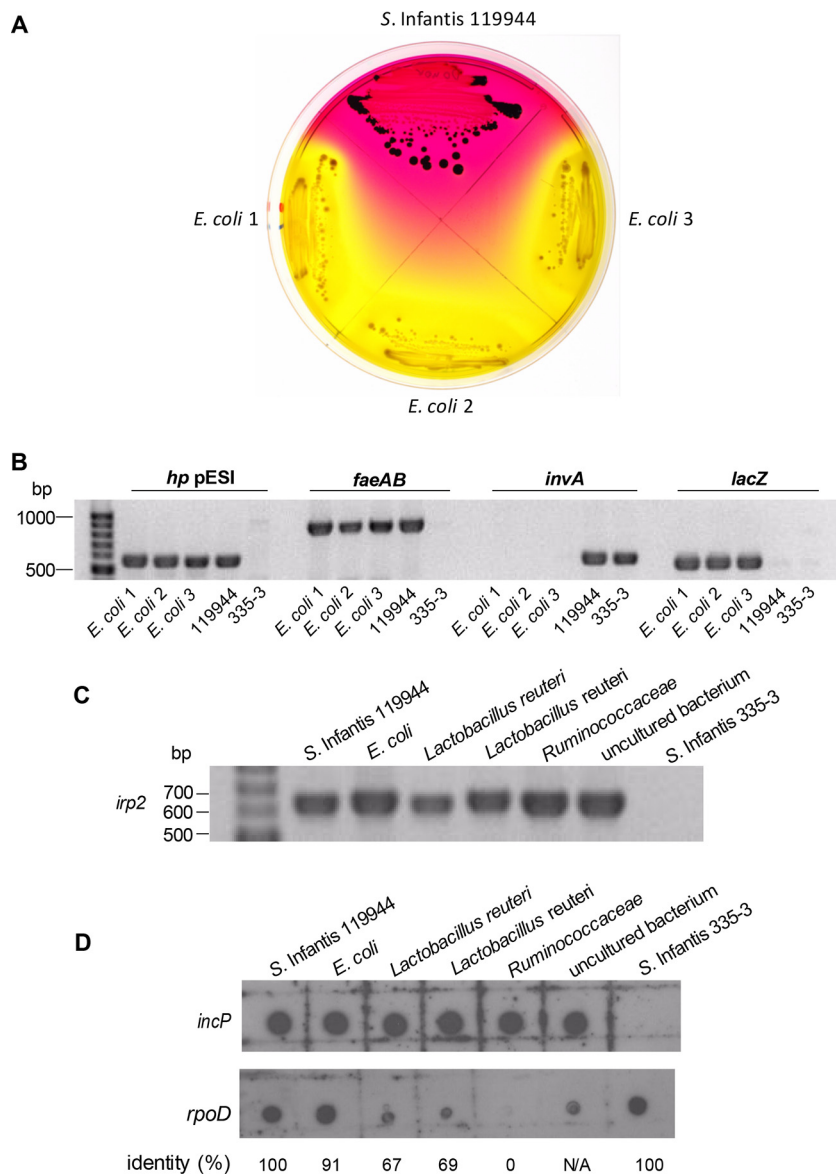 A
S. Infantis 119944
E. coli 1
E. coli 3
E. coli 2
B
hp pESI faeAB invA lacZ
bp
1000
500
E. coli 1 E. coli 2 E. coli 3 119944 335-3 E. coli 1 E. coli 2 E. coli 3 119944 335-3 E. coli 1 E. coli 2 E. coli 3 119944 335-3 E. coli 1 E. coli 2 E. coli 3 119944 335-3
C
S. Infantis 119944 E. coli Lactobacillus reuteri Lactobacillus reuteri Ruminococcaceae uncultured bacterium S. Infantis 335-3
bp
irp2
700
600
500
D
S. Infantis 119944 E. coli Lactobacillus reuteri Lactobacillus reuteri Ruminococcaceae uncultured bacterium S. Infantis 335-3
incP
rpoD
identity (%) 100 91 67 69 0 N/A 100